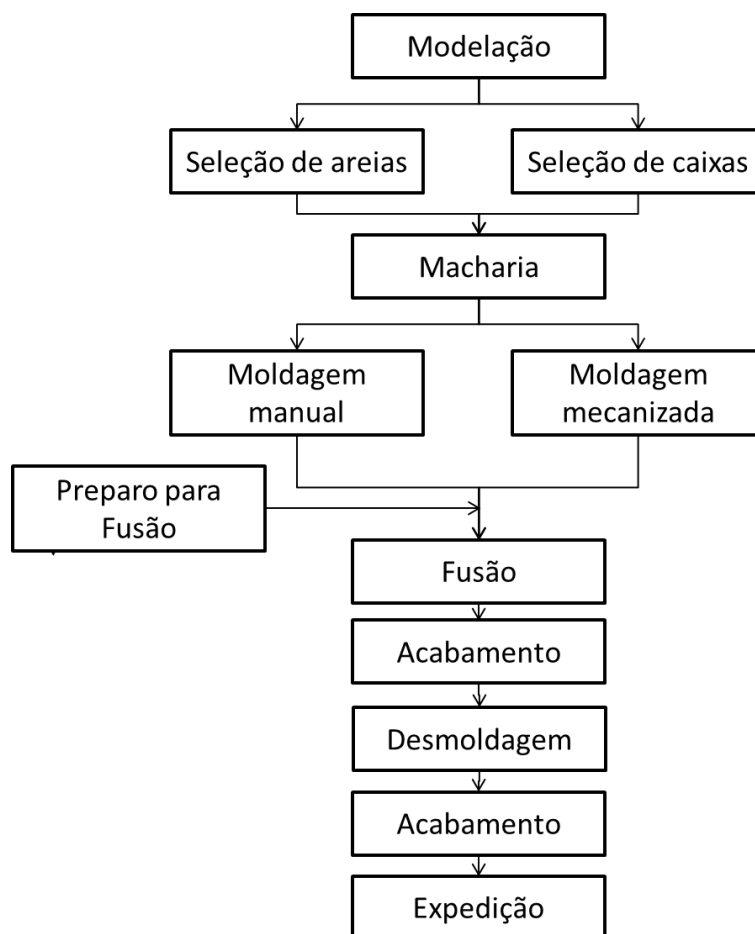 Modelação
Seleção de areias
Seleção de caixas
Macharia
Moldagem
manual
Moldagem
mecanizada
Preparo para
Fusão
Fusão
Acabamento
Desmoldagem
Acabamento
Expedição